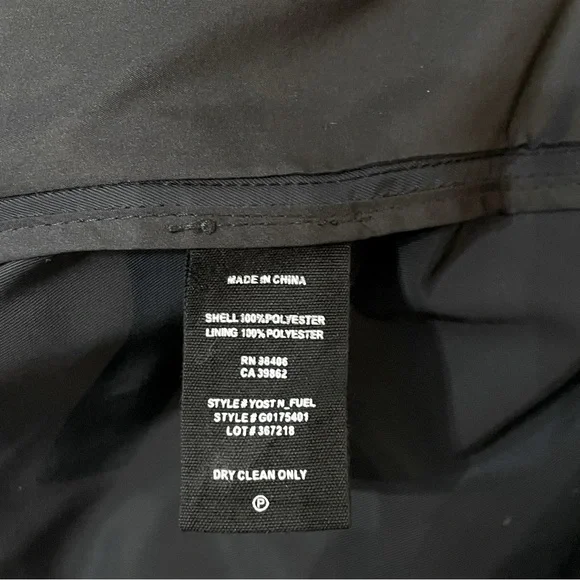 MADE IN CHINA
SHELL 100%POLYESTER
LINING 100% POLYESTER
RN 98406
CA 39862
STYLE# YOST N_FUEL
STYLE# G0175401
LOT# 367218
DRY CLEAN ONLY
P